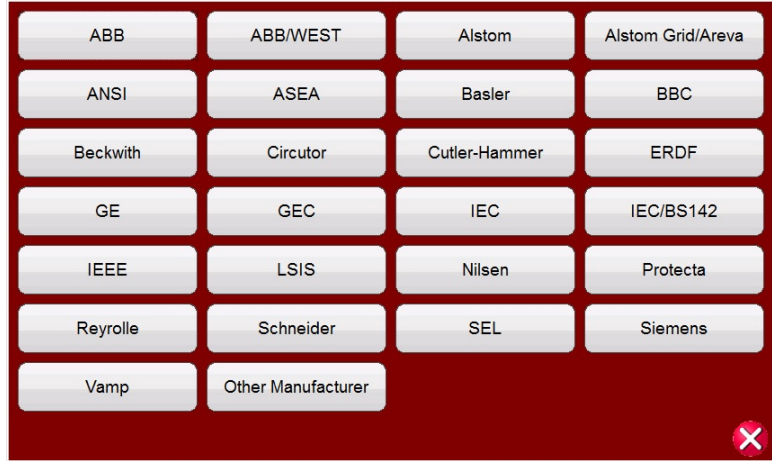 ABB
ABB/WEST
Alstom
Alstom Grid/Areva
ANSI
ASEA
Basler
BBC
Beckwith
Circutor
Cutler-Hammer
ERDF
GE
GEC
IEC
IEC/BS142
IEEE
LSIS
Nilsen
Protecta
Reyrolle
Schneider
SEL
Siemens
Vamp
Other Manufacturer